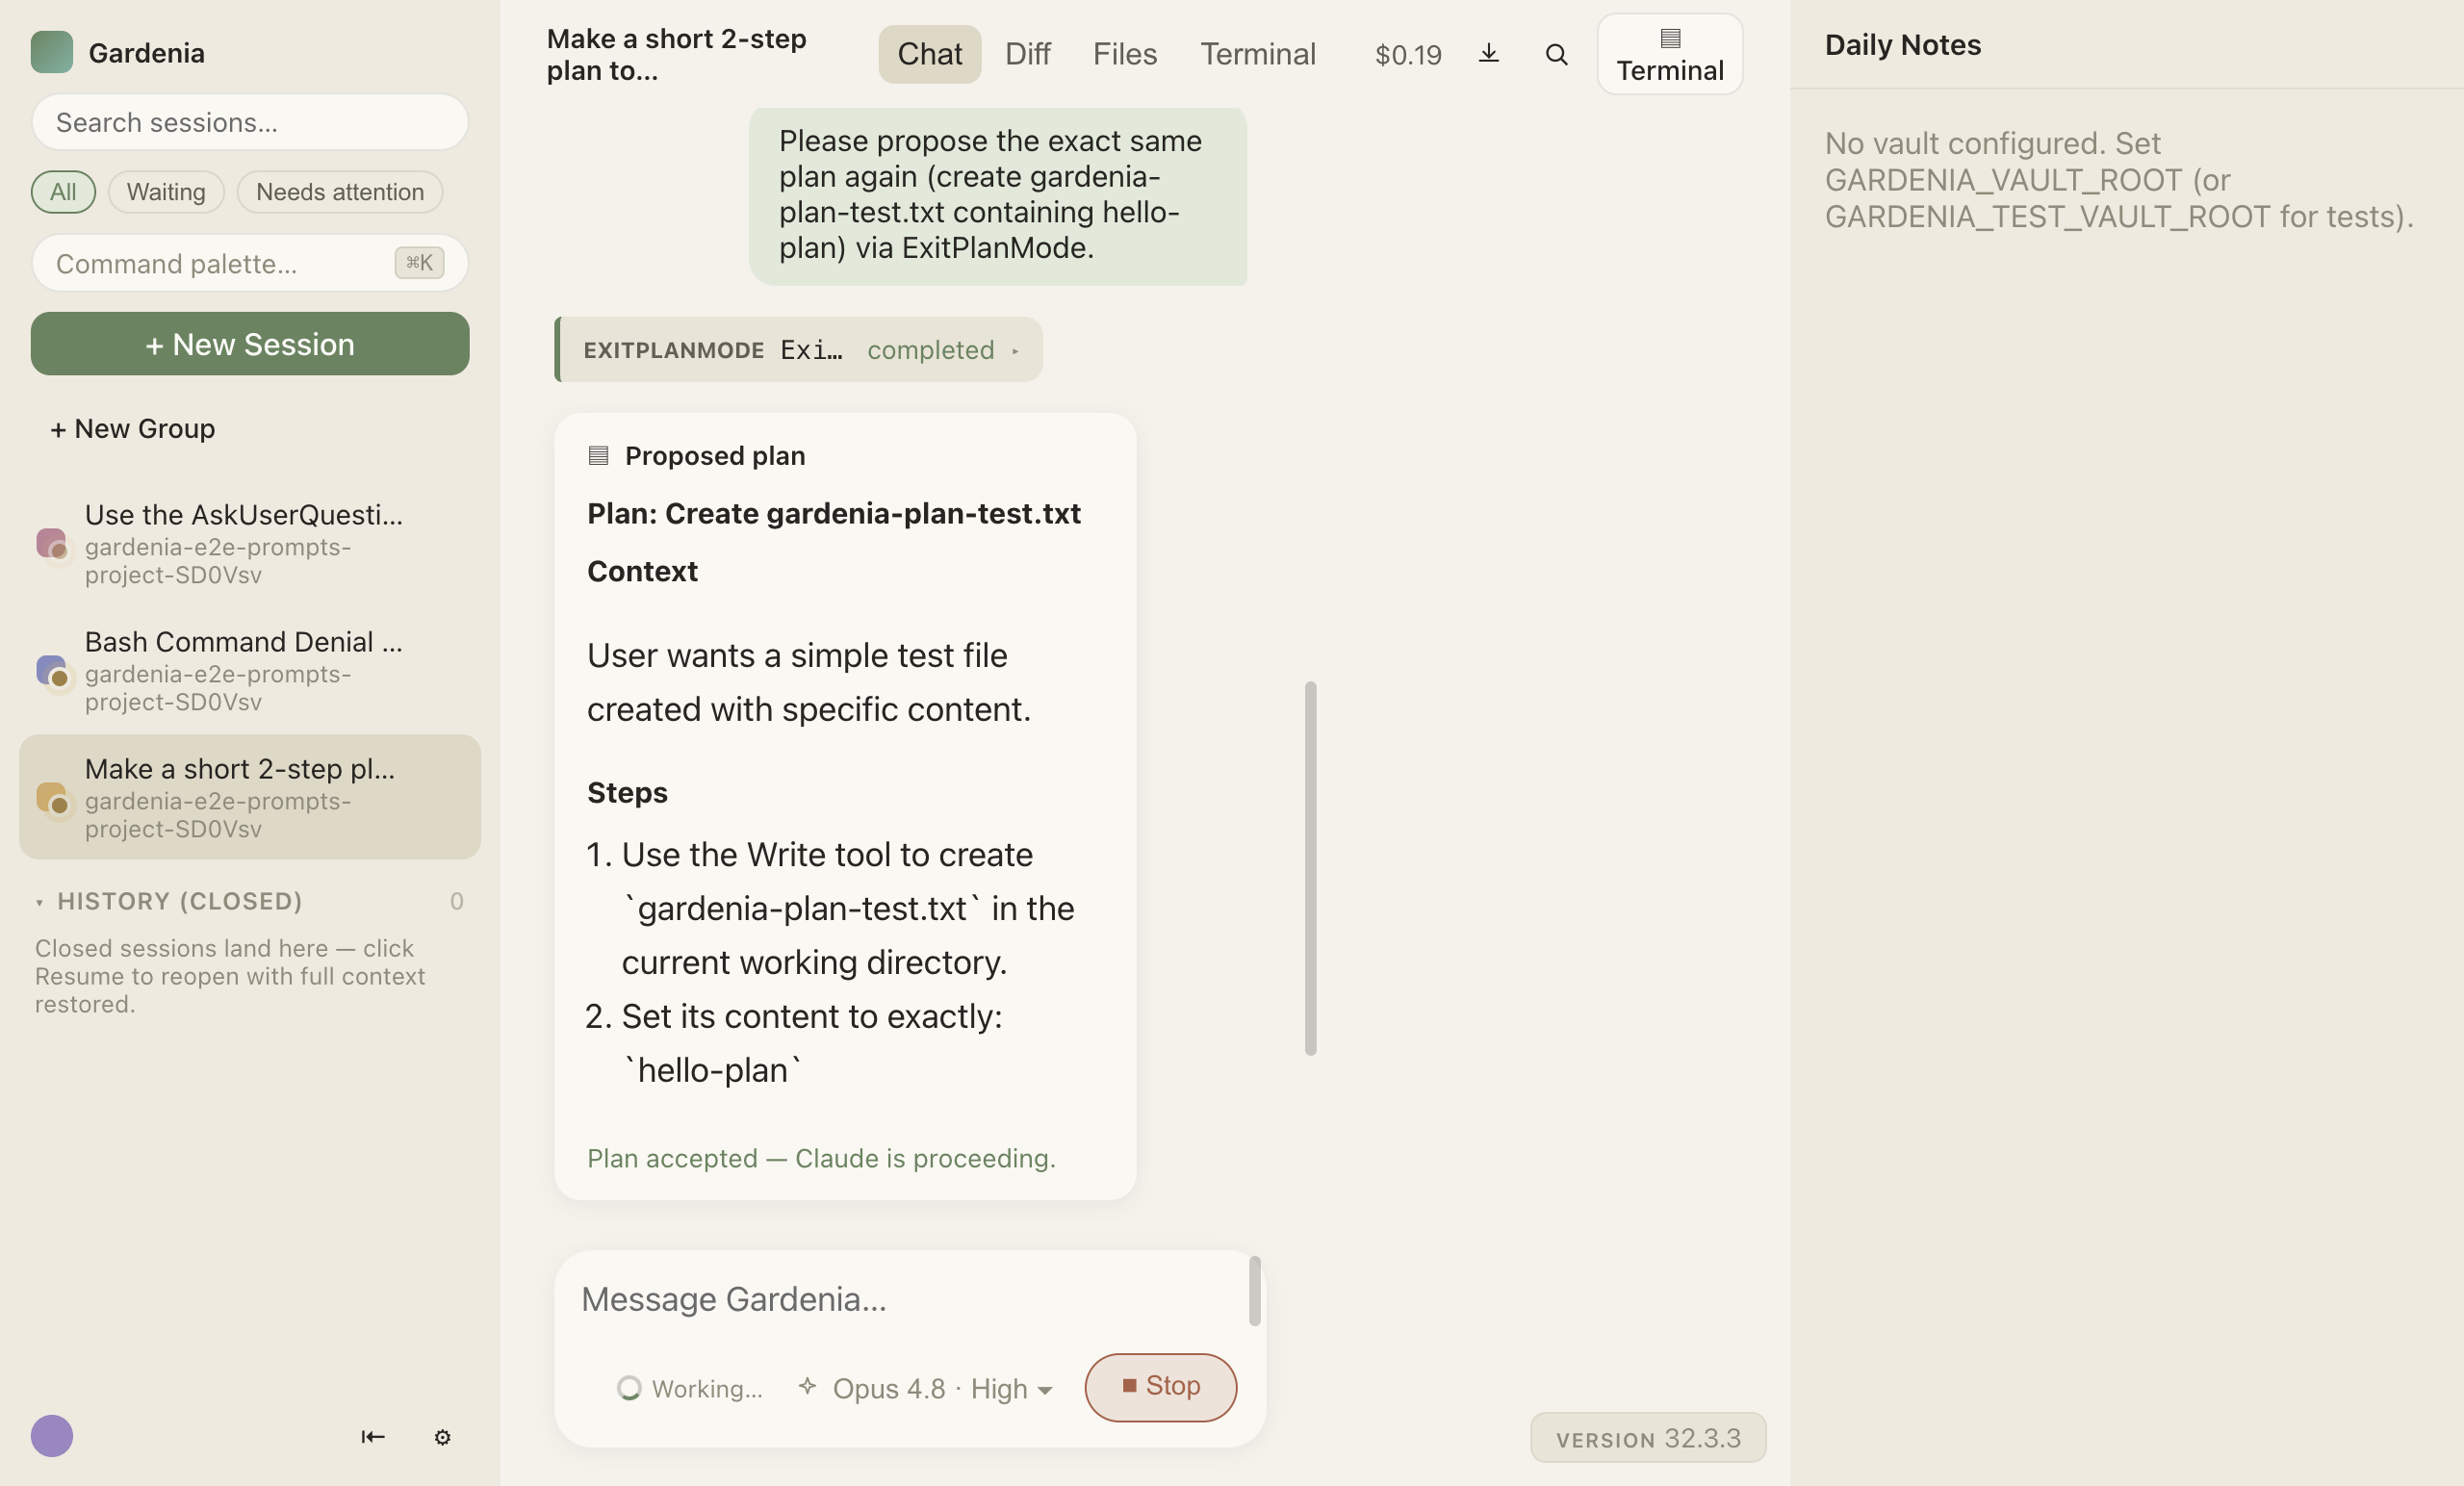 Gardenia
Search sessions...
All
Waiting
Needs attention
Command palette...
⌘K
+ New Session
+ New Group
Use the AskUserQuesti...
gardenia-e2e-prompts-
project-SD0Vsv
Bash Command Denial ...
gardenia-e2e-prompts-
project-SD0Vsv
Make a short 2-step pl...
gardenia-e2e-prompts-
project-SD0Vsv
HISTORY (CLOSED)
0
Closed sessions land here — click
Resume to reopen with full context
restored.
Make a short 2-step
plan to...
Chat
Diff
Files
Terminal
$0.19
Terminal
Please propose the exact same
plan again (create gardenia-
plan-test.txt containing hello-
plan) via ExitPlanMode.
EXITPLANMODE Exi… completed
Proposed plan
Plan: Create gardenia-plan-test.txt
Context
User wants a simple test file
created with specific content.
Steps
1. Use the Write tool to create
`gardenia-plan-test.txt` in the
current working directory.
2. Set its content to exactly:
`hello-plan`
Plan accepted — Claude is proceeding.
Message Gardenia...
Working...
Opus 4.8 · High
Stop
VERSION 32.3.3
Daily Notes
No vault configured. Set
GARDENIA_VAULT_ROOT (or
GARDENIA_TEST_VAULT_ROOT for tests).